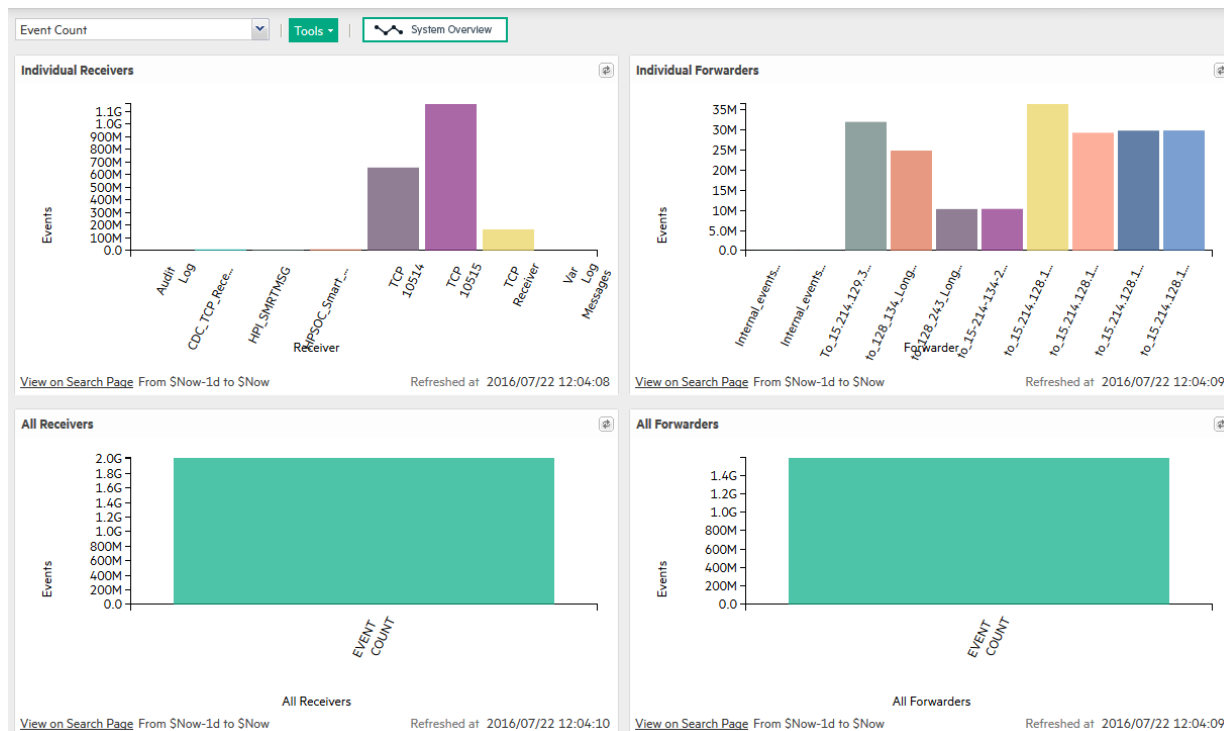 Event Count
Tools
System Overview
Individual Receivers
1.1G
1.0G
900M
800M
700M
600M
500M
400M
300M
200M
100M
0.0
Events
Audit
Log
CDC_TCP_Rece...
HPI_SMRTMSG
HPSOC_Smart_...
TCP
10514
TCP
10515
TCP
Receiver
Var
Log
Messages
Receiver
View on Search Page From $Now-1d to $Now
Refreshed at 2016/07/22 12:04:08
Individual Forwarders
35M
30M
25M
20M
15M
10M
5.0M
0.0
Events
Internal_events...
Internal_events...
To_15.214.129.3...
to_128_134_Long...
to_128_243_Long...
to_15-214-134-2...
to_15.214.128.1...
to_15.214.128.1...
to_15.214.128.1...
to_15.214.128.1...
Forwarder
View on Search Page From $Now-1d to $Now
Refreshed at 2016/07/22 12:04:09
All Receivers
2.0G
1.8G
1.6G
1.4G
1.2G
1.0G
800M
600M
400M
200M
0.0
Events
EVENT
COUNT
All Receivers
View on Search Page From $Now-1d to $Now
Refreshed at 2016/07/22 12:04:10
All Forwarders
1.4G
1.2G
1.0G
800M
600M
400M
200M
0.0
Events
EVENT
COUNT
All Forwarders
View on Search Page From $Now-1d to $Now
Refreshed at 2016/07/22 12:04:09